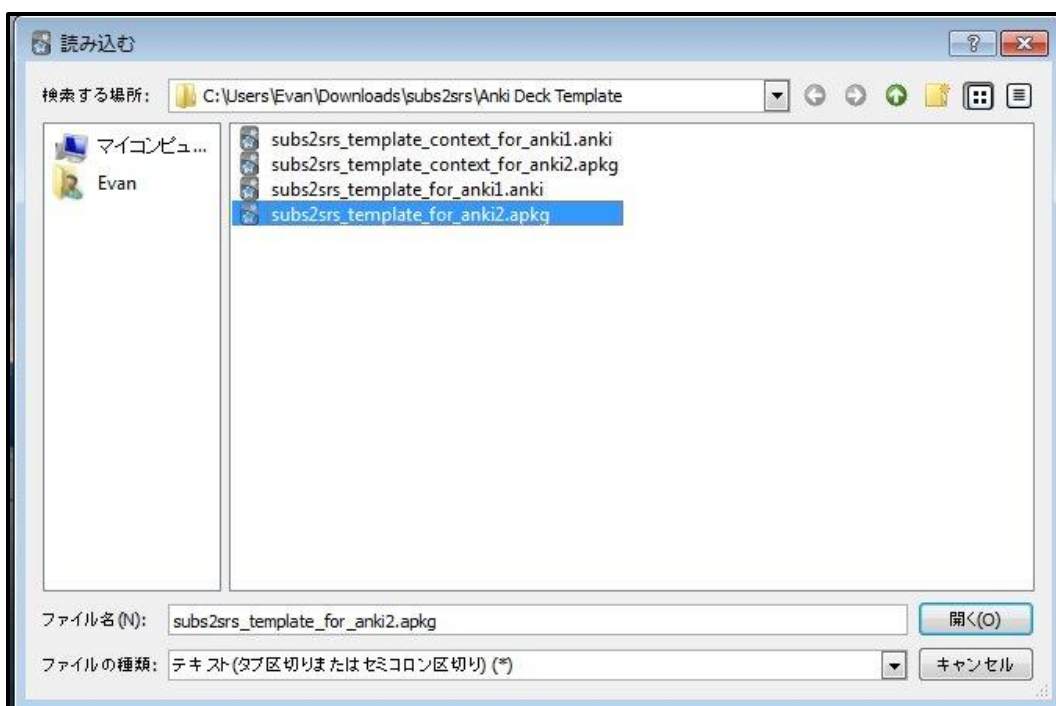 読み込む
検索する場所: C:\Users\Evan\Downloads\subs2srs\Anki Deck Template
マイコンピュ...
Evan
subs2srs_template_context_for_anki1.anki
subs2srs_template_context_for_anki2.apkg
subs2srs_template_for_anki1.anki
subs2srs_template_for_anki2.apkg
ファイル名(N): subs2srs_template_for_anki2.apkg 開く(O)
ファイルの種類: テキスト(タブ区切りまたはセミコロン区切り) (*) キャンセル